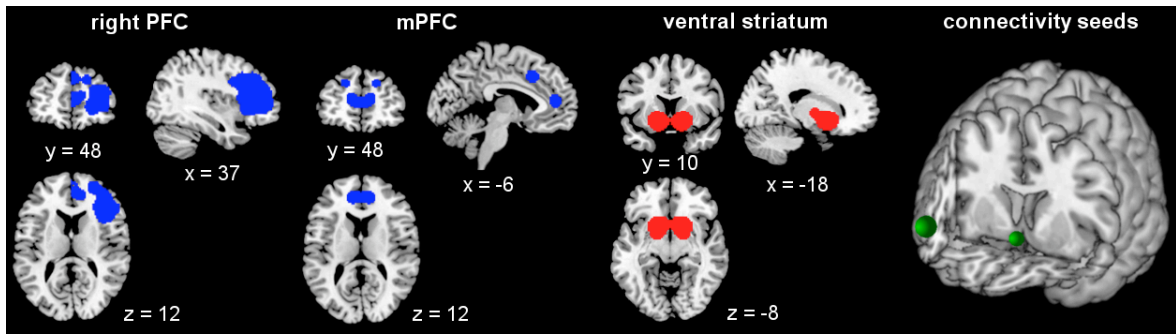 right PFC
y = 48
x = 37
z = 12
mPFC
y = 48
x = -6
z = 12
ventral striatum
y = 10
x = -18
z = -8
connectivity seeds